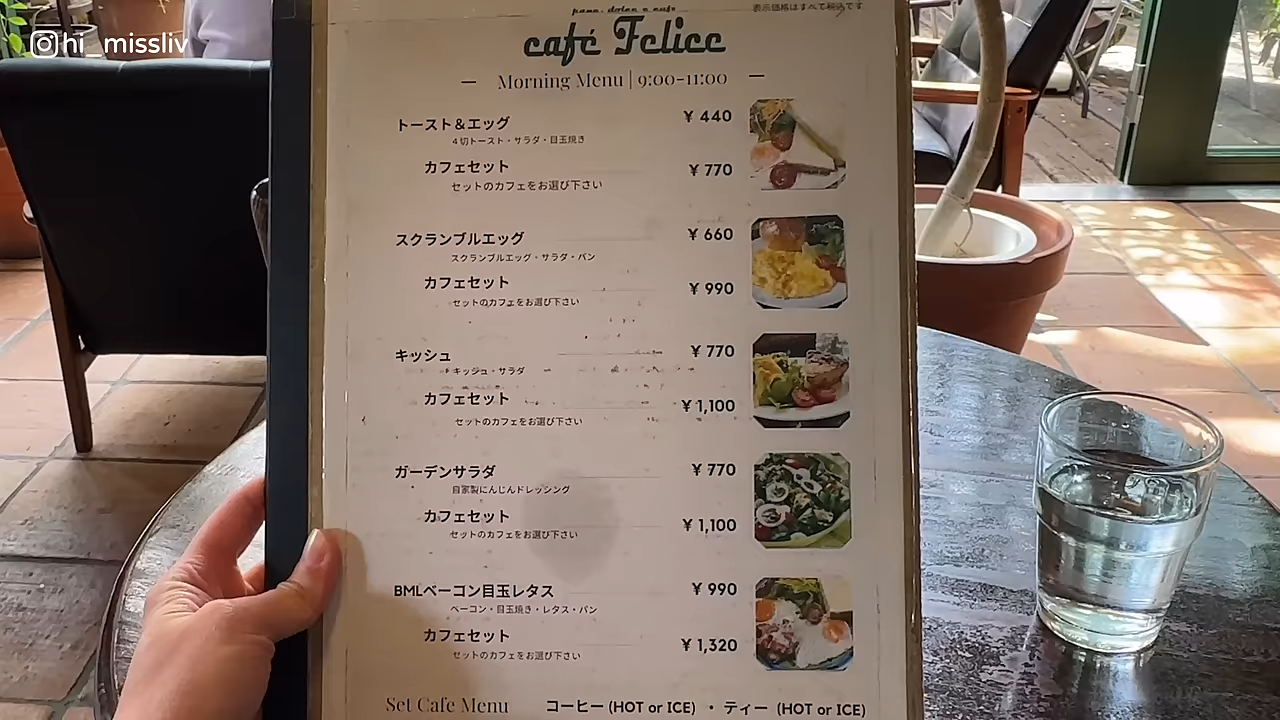 hi_missliv
pane, dolce e cafe
表示価格はすべて税込です
café Felice
Morning Menu | 9:00-11:00
トースト＆エッグ ¥ 440
4切トースト・サラダ・目玉焼き
カフェセット ¥ 770
セットのカフェをお選び下さい
スクランブルエッグ ¥ 660
スクランブルエッグ・サラダ・パン
カフェセット ¥ 990
セットのカフェをお選び下さい
キッシュ ¥ 770
キッシュ・サラダ
カフェセット ¥ 1,100
セットのカフェをお選び下さい
ガーデンサラダ ¥ 770
自家製にんじんドレッシング
カフェセット ¥ 1,100
セットのカフェをお選び下さい
BMLベーコン目玉レタス ¥ 990
ベーコン・目玉焼き・レタス・パン
カフェセット ¥ 1,320
セットのカフェをお選び下さい
Set Cafe Menu コーヒー (HOT or ICE) ・ ティー (HOT or ICE)